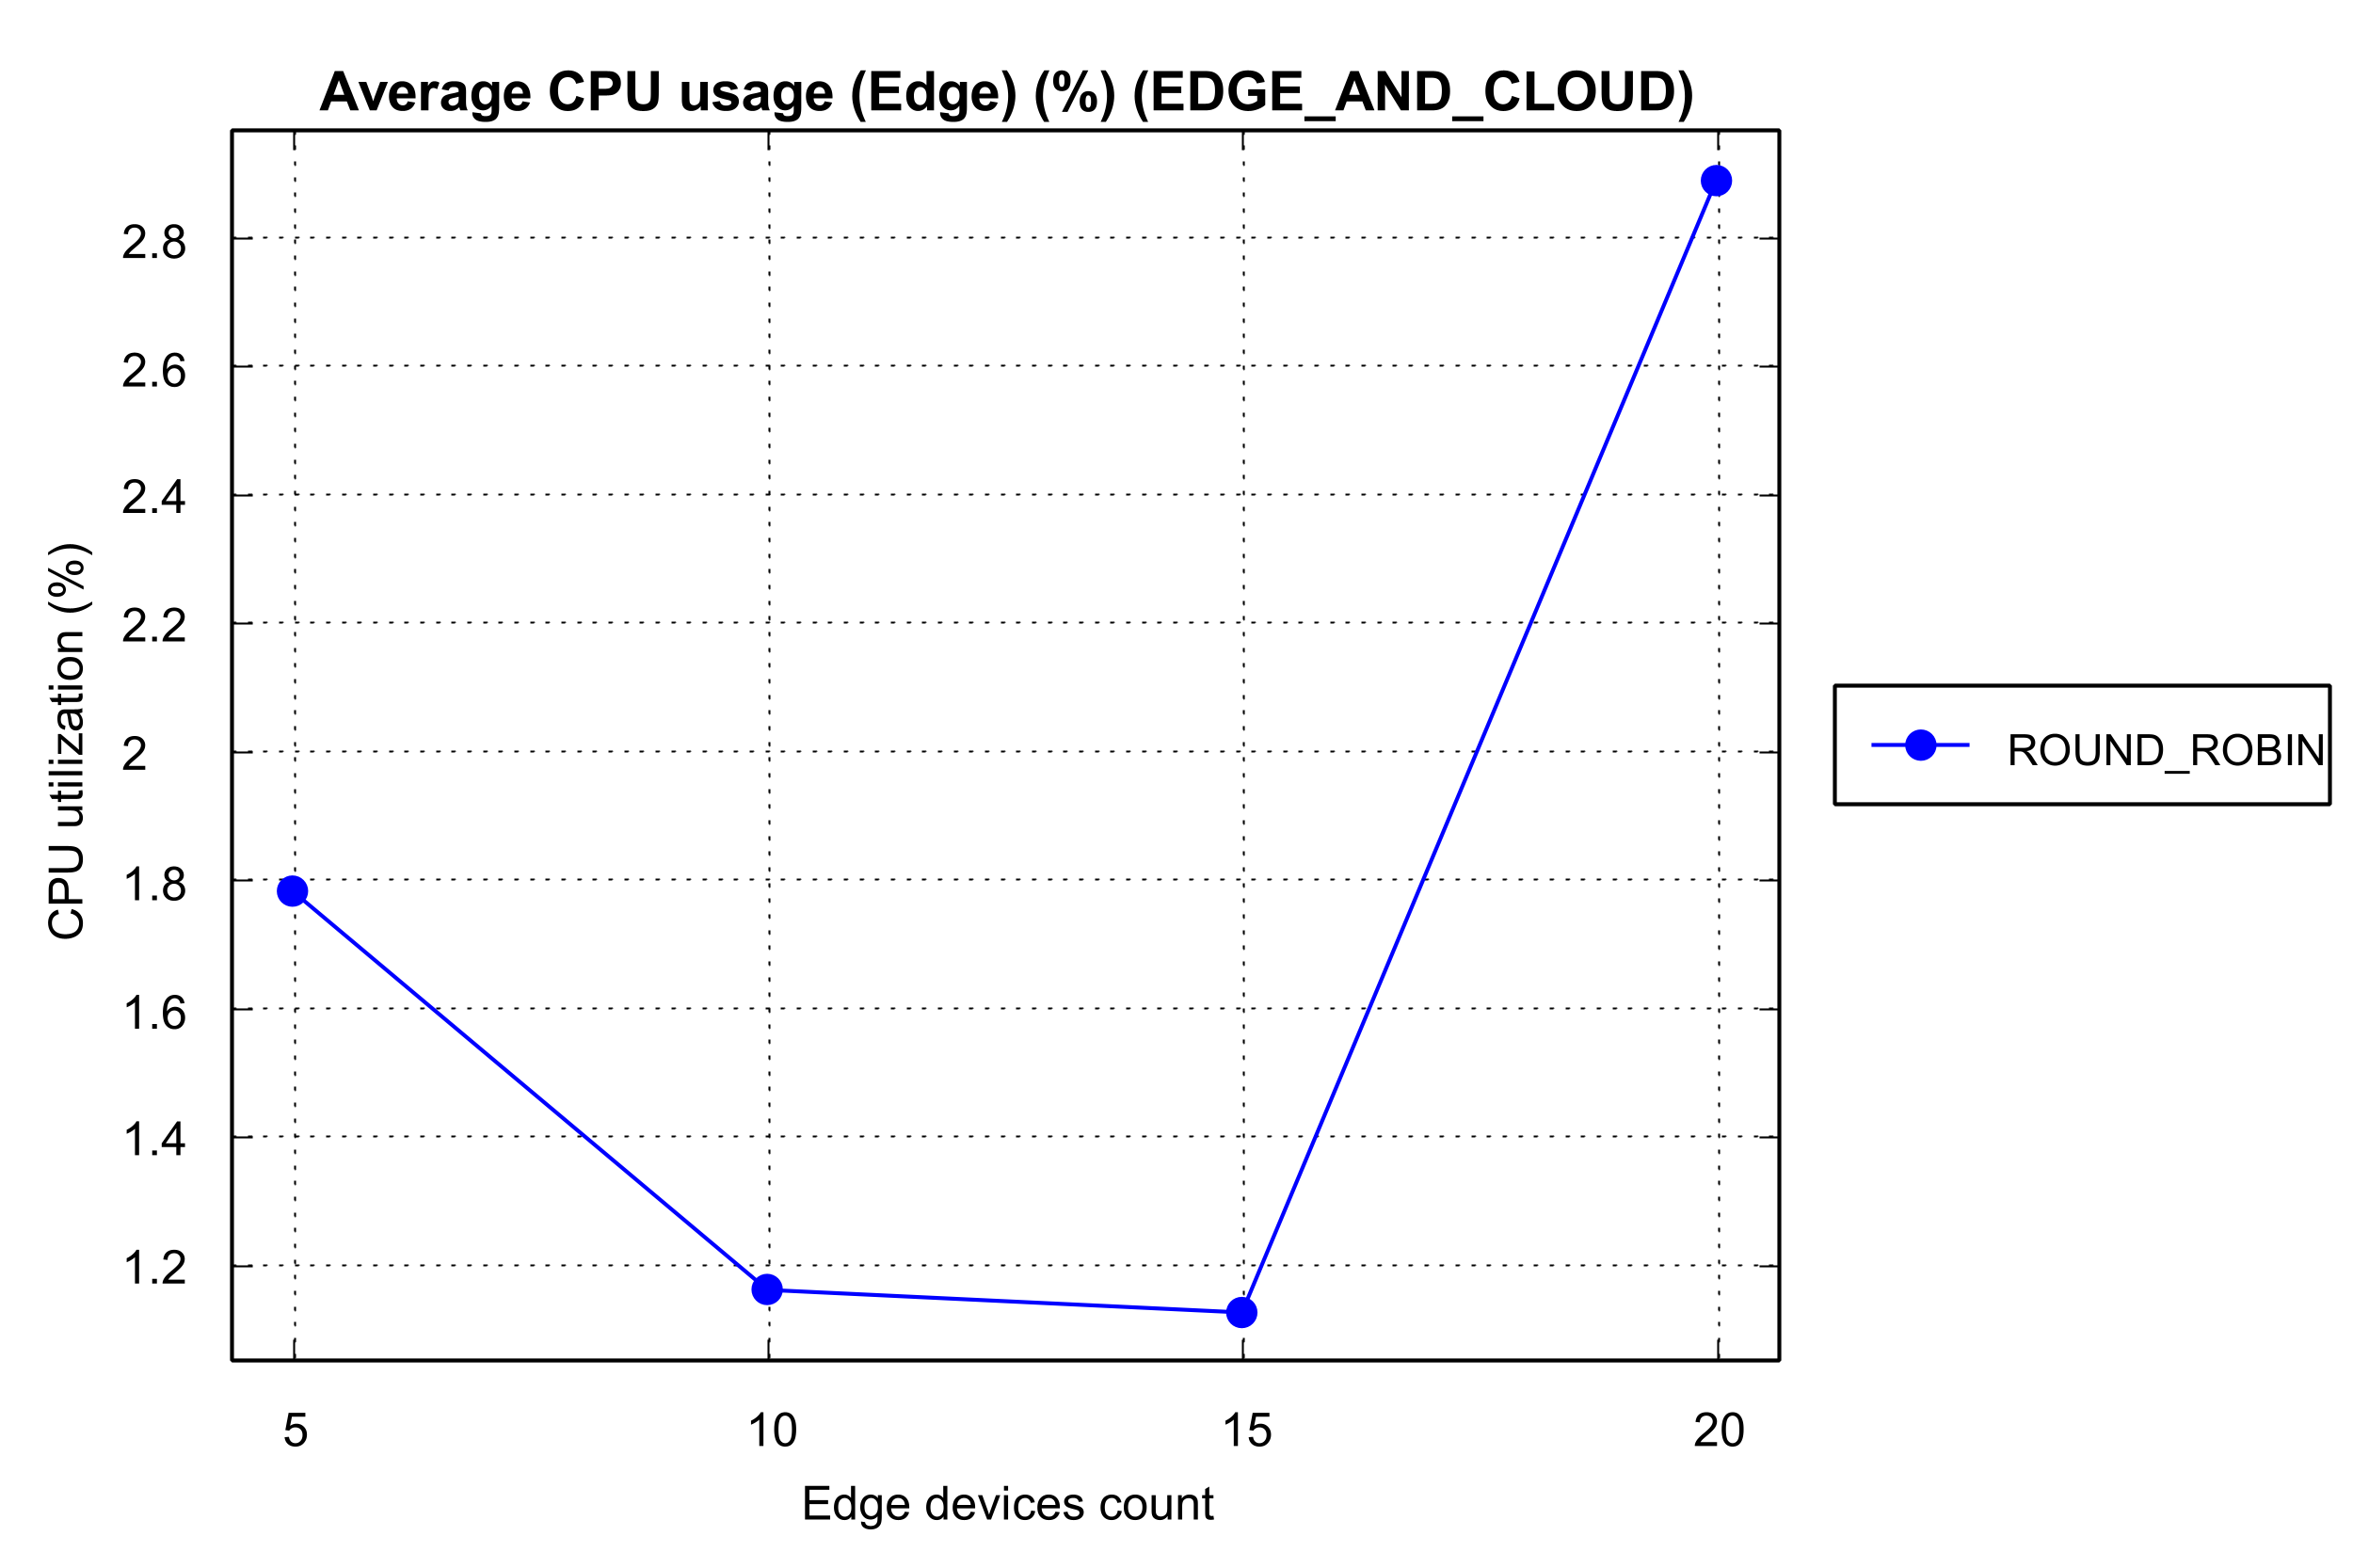 Average CPU usage (Edge) (%) (EDGE_AND_CLOUD)
2.8
2.6
2.4
2.2
2
1.8
1.6
1.4
1.2
CPU utilization (%)
ROUND_ROBIN
5 10 15 20
Edge devices count